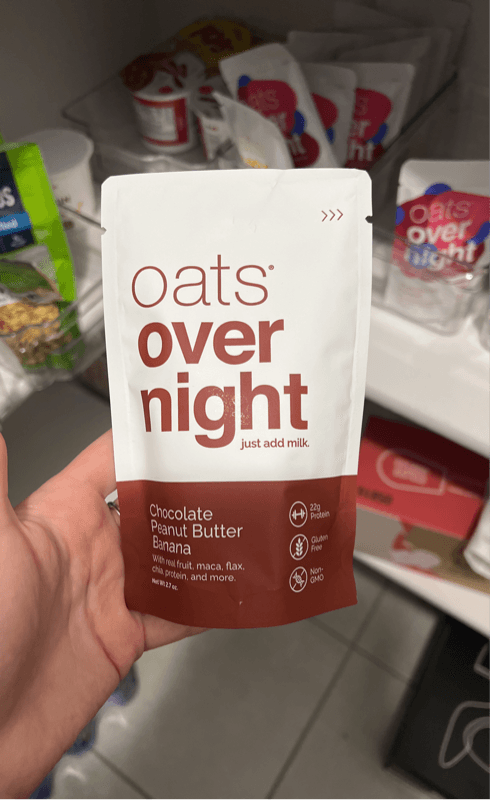 >>>
oats®
over
night
just add milk.
Chocolate
Peanut Butter
Banana
With real fruit, maca, flax,
chia, protein, and more.
Net Wt 2.7 oz.
22g
Protein
Gluten
Free
Non-
GMO
oats
over
night